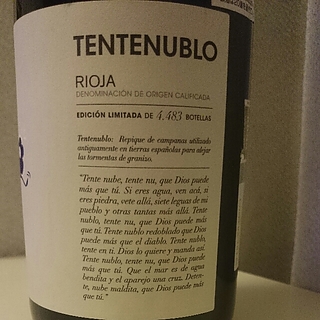 TENTENUBLO
RIOJA
DENOMINACIÓN DE ORIGEN CALIFICADA
EDICIÓN LIMITADA DE 4.483 BOTELLAS
Tentenublo: Repique de campanas utilizado
antiguamente en tierras españolas para alejar
las tormentas de granizo.
"Tente nube, tente nu, que Dios puede
más que tú. Si eres agua, ven acá, si
eres piedra, vete allá, siete leguas de mi
pueblo y otras tantas más allá. Tente
nublo, tente nu, que Dios puede más
que tú. Tente nublo redoblado que Dios
puede más que el diablo. Tente nublo,
tente en ti. Dios lo quiere y manda así.
Tente nublo, tente nu, que Dios puede
más que tú. Que el mar es de agua
bendita y el aparejo una cruz. Deten-
te, nube maldita, que Dios puede más
que tú."